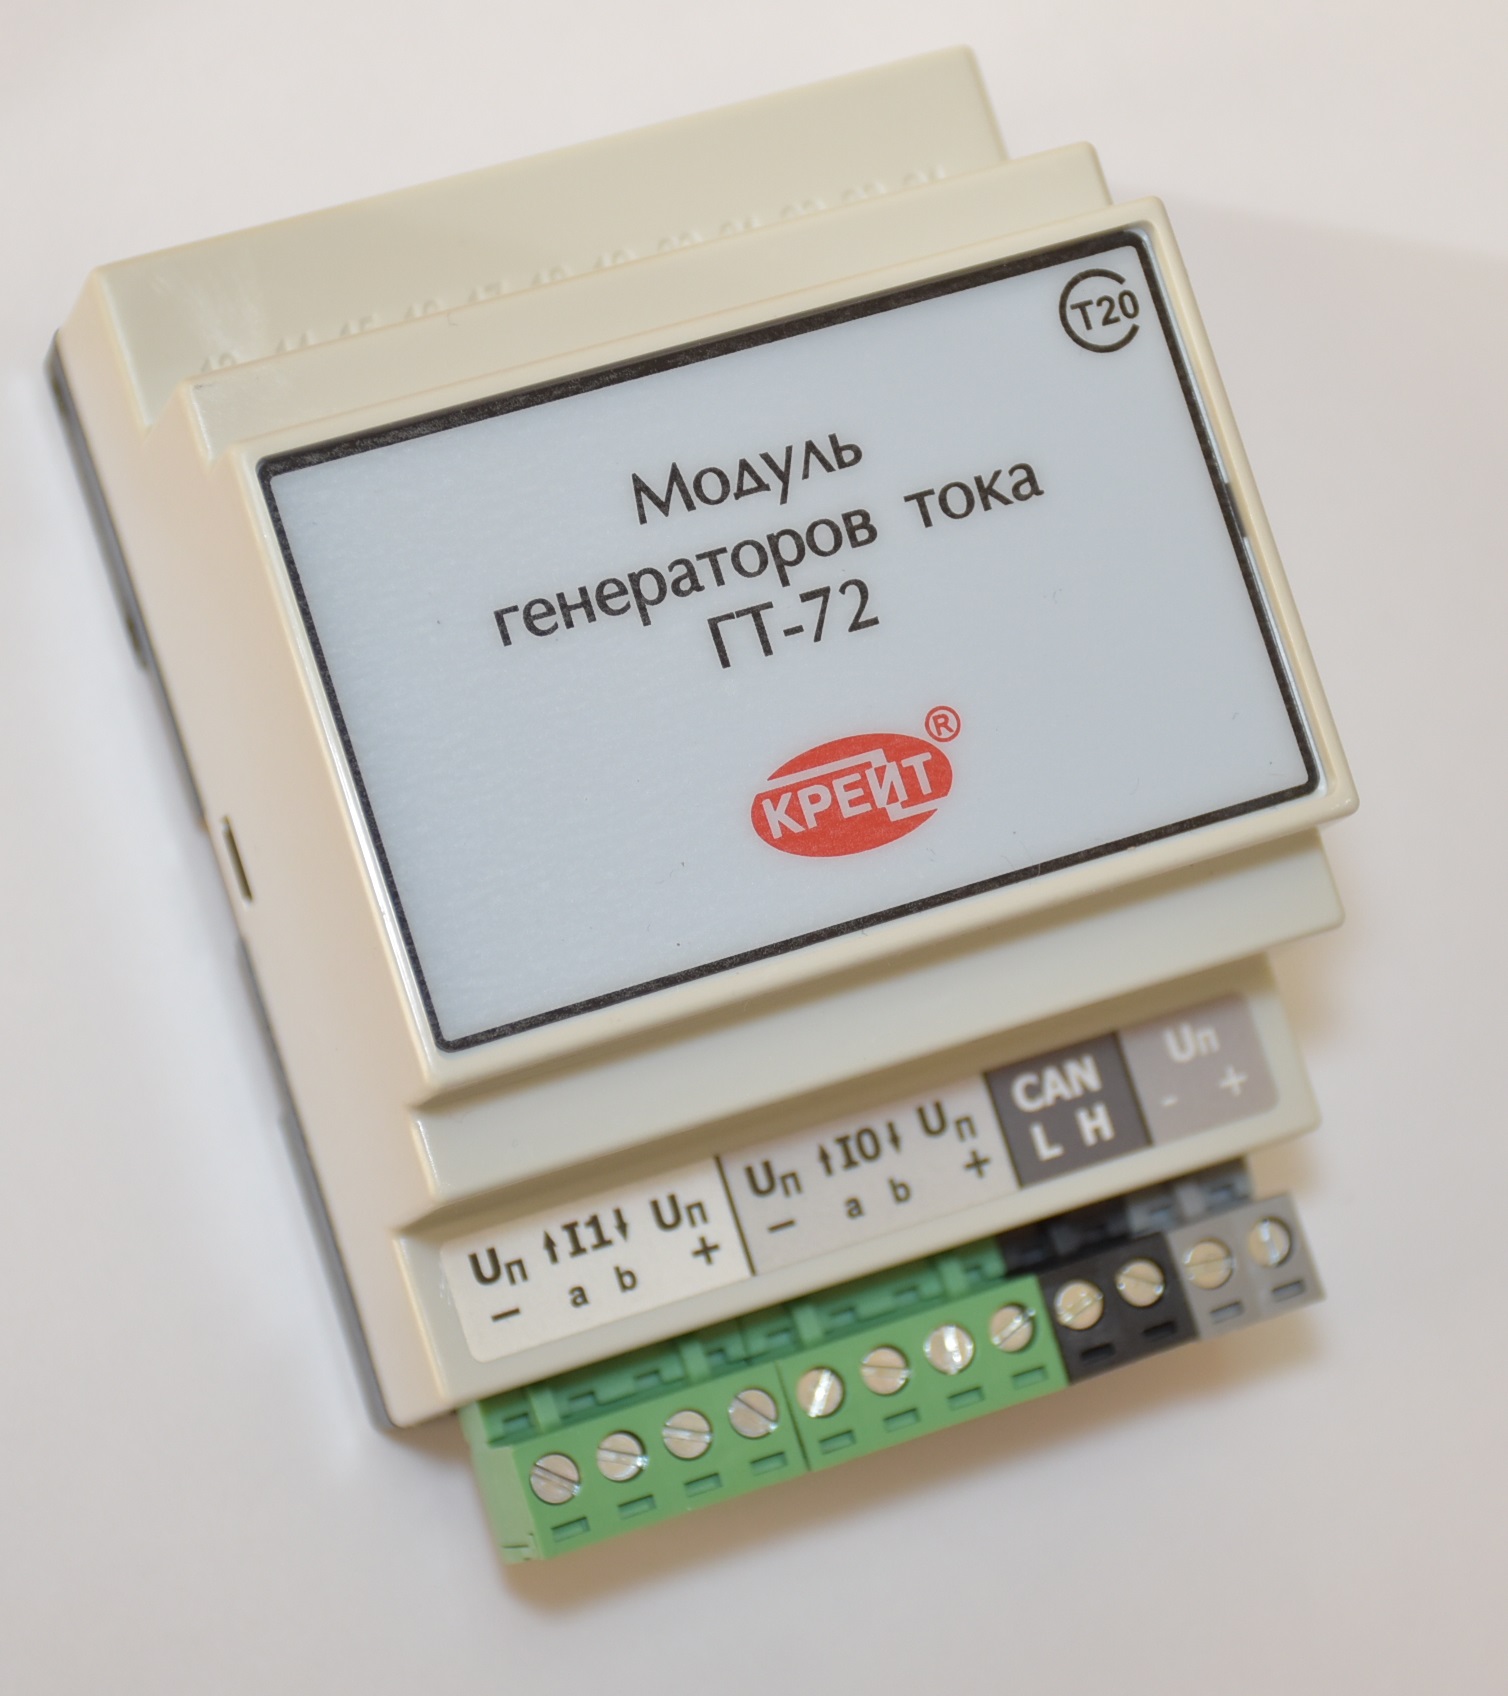 T20
Модуль
генераторов тока
ГТ-72
КРЕЙТ®
Uп ↑I1↓ Uп
− a b +
Uп ↑I0↓ Uп
− a b +
CAN
L H
Uп
- +